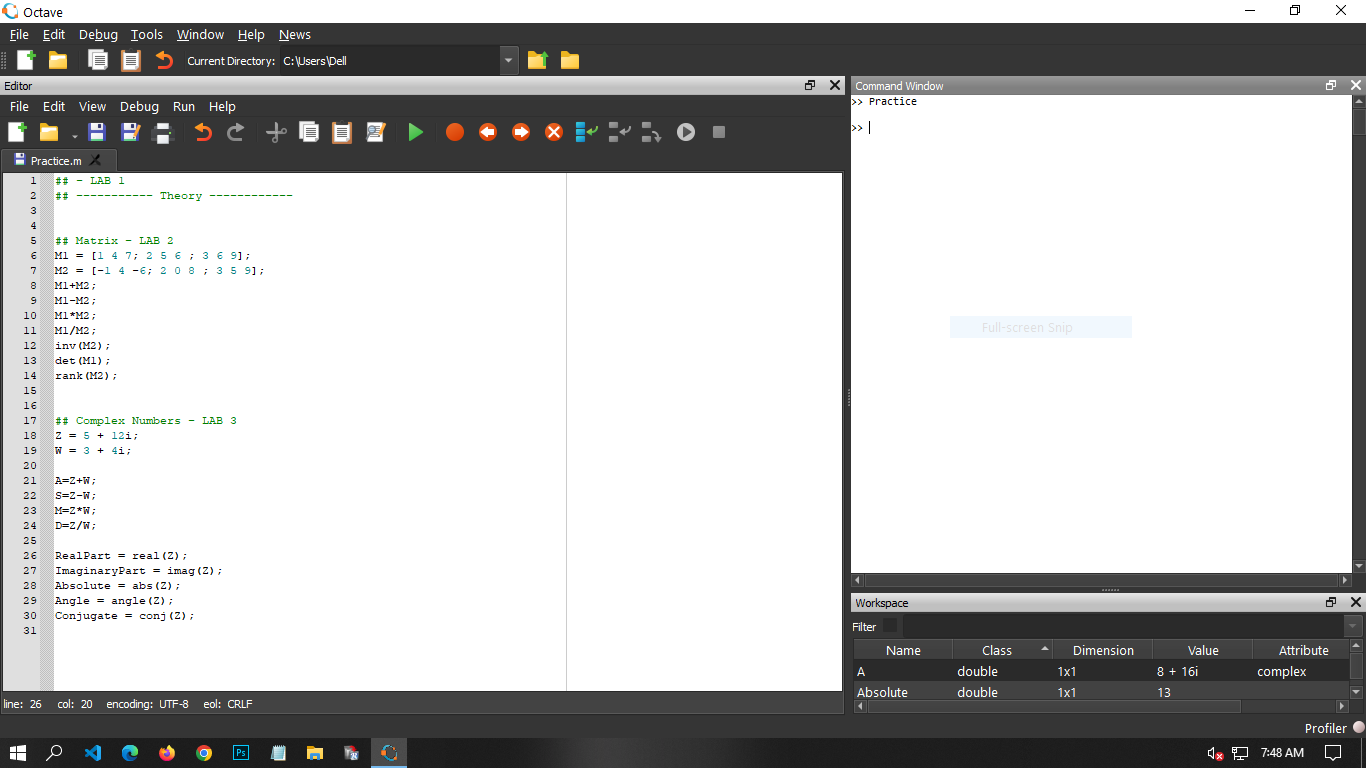 Octave
File Edit Debug Tools Window Help News
Current Directory: C:\Users\Dell
Editor
File Edit View Debug Run Help
Practice.m
1 ## - LAB 1
2 ## ----------- Theory ------------
3
4
5 ## Matrix - LAB 2
6 M1 = [1 4 7; 2 5 6 ; 3 6 9];
7 M2 = [-1 4 -6; 2 0 8 ; 3 5 9];
8 M1+M2;
9 M1-M2;
10 M1*M2;
11 M1/M2;
12 inv(M2);
13 det(M1);
14 rank(M2);
15
16
17 ## Complex Numbers - LAB 3
18 Z = 5 + 12i;
19 W = 3 + 4i;
20
21 A=Z+W;
22 S=Z-W;
23 M=Z*W;
24 D=Z/W;
25
26 RealPart = real(Z);
27 ImaginaryPart = imag(Z);
28 Absolute = abs(Z);
29 Angle = angle(Z);
30 Conjugate = conj(Z);
31
line: 26 col: 20 encoding: UTF-8 eol: CRLF
Command Window
>> Practice
>>
Full-screen Snip
Workspace
Filter
Name Class Dimension Value Attribute
A double 1x1 8 + 16i complex
Absolute double 1x1 13
Profiler
Ps
7:48 AM